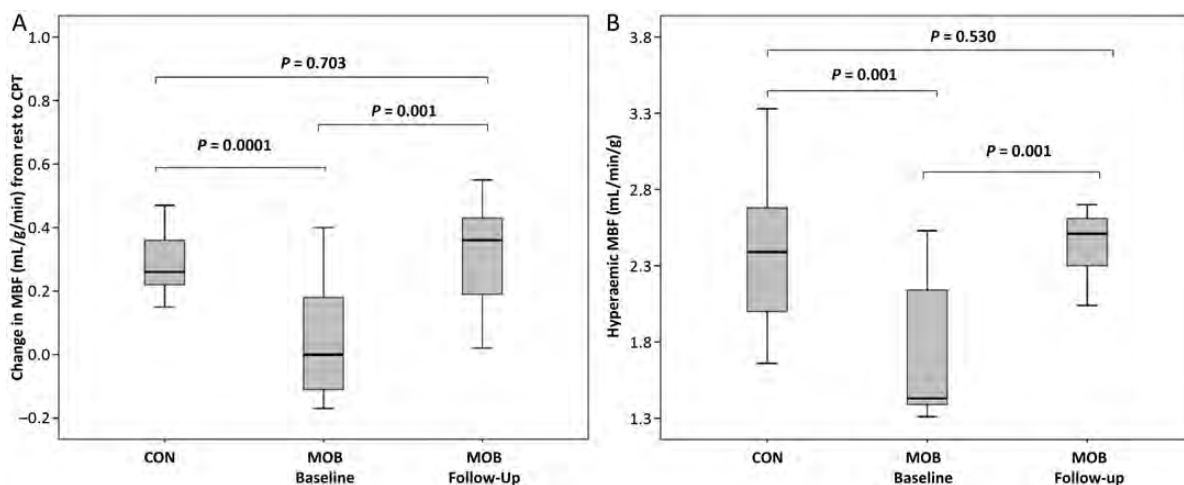 A
Change in MBF (mL/g/min) from rest to CPT
1.0
0.8
0.6
0.4
0.2
0.0
−0.2
P = 0.703
P = 0.001
P = 0.0001
CON
MOB
Baseline
MOB
Follow-Up
B
Hyperaemic MBF (mL/min/g)
3.8
3.3
2.8
2.3
1.8
1.3
P = 0.530
P = 0.001
P = 0.001
CON
MOB
Baseline
MOB
Follow-up